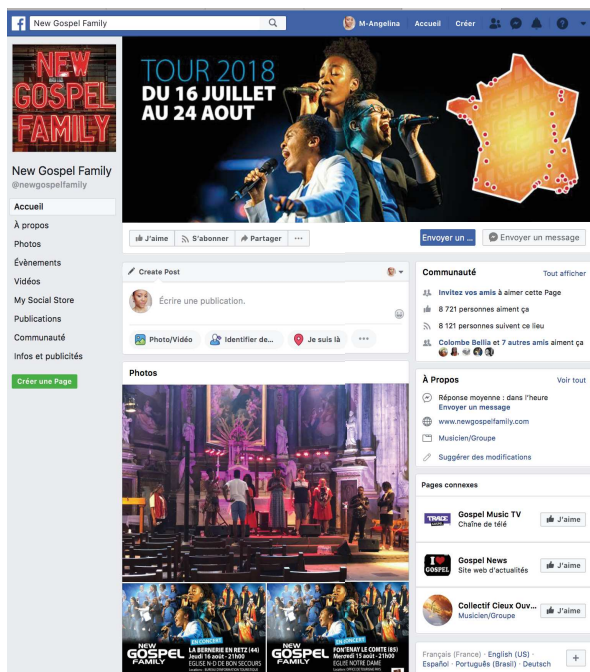 New Gospel Family
M-Angelina Accueil Créer
NEW
GOSPEL
FAMILY
TOUR 2018
DU 16 JUILLET
AU 24 AOUT
New Gospel Family
@newgospelfamily
Accueil
À propos
Photos
Évènements
Vidéos
My Social Store
Publications
Communauté
Infos et publicités
Créer une Page
J'aime S'abonner Partager ...
Envoyer un ... Envoyer un message
Create Post
Écrire une publication.
Photo/Vidéo Identifier de... Je suis là ...
Photos
EN CONCERT
NEW
GOSPEL
FAMILY
LA BERNERIE EN RETZ (44)
Jeudi 16 août - 21h00
EGLISE N-D DE BON SECOURS
EN CONCERT
NEW
GOSPEL
FAMILY
FONTENAY LE COMTE (85)
Mercredi 15 août - 21h00
EGLISE NOTRE DAME
Communauté Tout afficher
Invitez vos amis à aimer cette Page
8 721 personnes aiment ça
8 121 personnes suivent ce lieu
Colombe Bellia et 7 autres amis aiment ça
À Propos Voir tout
Réponse moyenne : dans l'heure
Envoyer un message
www.newgospelfamily.com
Musicien/Groupe
Suggérer des modifications
Pages connexes
TRACE
Gospel Music TV
Chaîne de télé
J'aime
I
GOSPEL
Gospel News
Site web d'actualités
J'aime
Collectif Cieux Ouv...
Musicien/Groupe
J'aime
Français (France) · English (US) ·
Español · Português (Brasil) · Deutsch